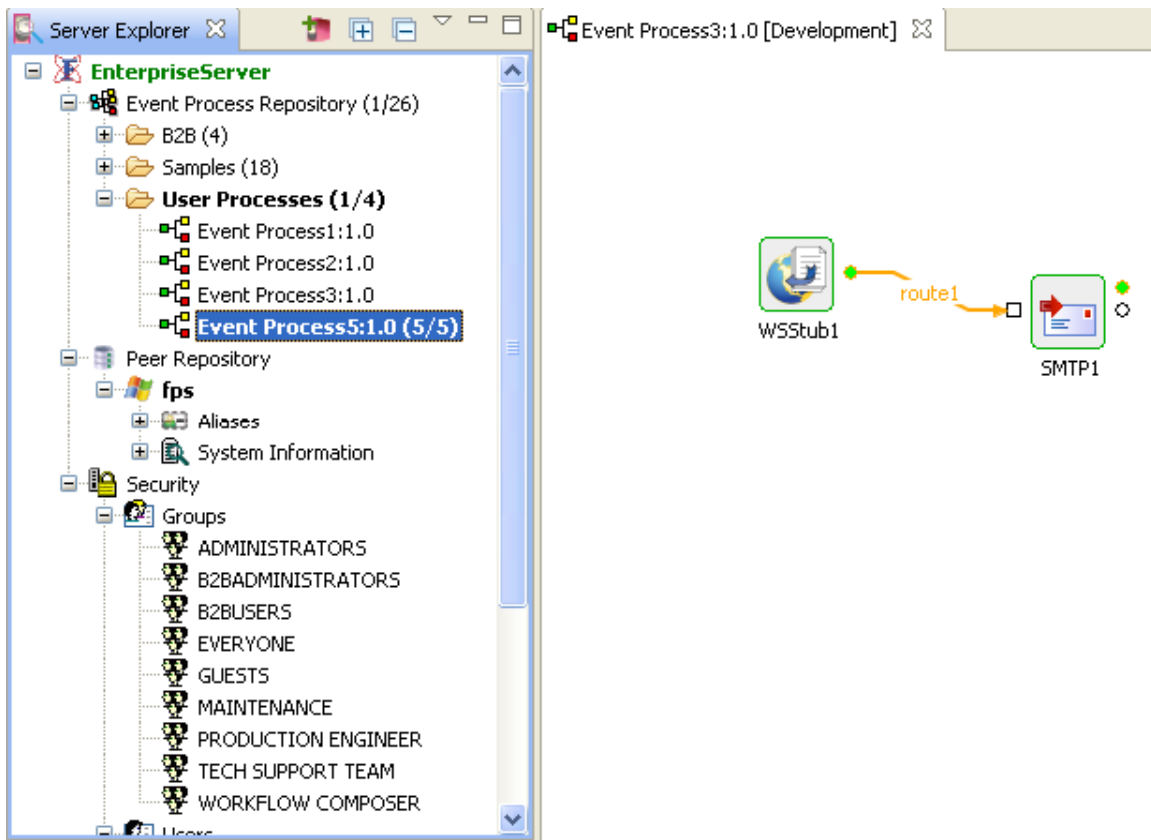 Server Explorer
EnterpriseServer
Event Process Repository (1/26)
B2B (4)
Samples (18)
User Processes (1/4)
Event Process1:1.0
Event Process2:1.0
Event Process3:1.0
Event Process5:1.0 (5/5)
Peer Repository
fps
Aliases
System Information
Security
Groups
ADMINISTRATORS
B2BADMINISTRATORS
B2BUSERS
EVERYONE
GUESTS
MAINTENANCE
PRODUCTION ENGINEER
TECH SUPPORT TEAM
WORKFLOW COMPOSER
Users
Event Process3:1.0 [Development]
WSStub1
route1
SMTP1